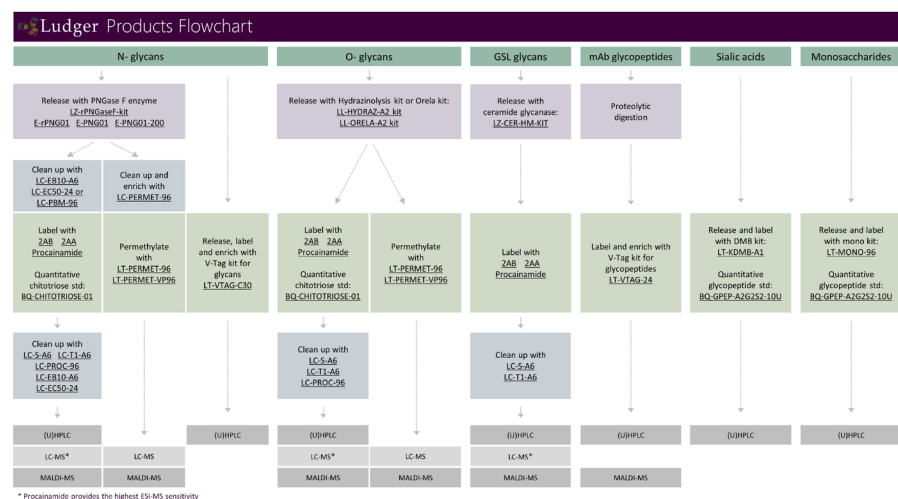 Ludger Products Flowchart
N- glycans
O- glycans
GSL glycans
mAb glycopeptides
Sialic acids
Monosaccharides
Release with PNGase F enzyme
LZ-rPNGaseF-kit
E-rPNG01 E-PNG01 E-PNG01-200
Release with Hydrazinolysis kit or Orela kit:
LL-HYDRAZ-A2 kit
LL-ORELA-A2 kit
Release with
ceramide glycanase:
LZ-CER-HM-KIT
Proteolytic
digestion
Clean up with
LC-EB10-A6
LC-EC50-24 or
LC-PBM-96
Clean up and
enrich with
LC-PERMET-96
Label with
2AB 2AA
Procainamide
Quantitative
chitotriose std:
BQ-CHITOTRIOSE-01
Permethylate
with
LT-PERMET-96
LT-PERMET-VP96
Release, label
and enrich with
V-Tag kit for
glycans
LT-VTAG-C30
Label with
2AB 2AA
Procainamide
Quantitative
chitotriose std:
BQ-CHITOTRIOSE-01
Permethylate
with
LT-PERMET-96
LT-PERMET-VP96
Label with
2AB 2AA
Procainamide
Label and enrich with
V-Tag kit for
glycopeptides
LT-VTAG-24
Release and label
with DMB kit:
LT-KDMB-A1
Quantitative
glycopeptide std:
BQ-GPEP-A2G2S2-10U
Release and label
with mono kit:
LT-MONO-96
Quantitative
glycopeptide std:
BQ-GPEP-A2G2S2-10U
Clean up with
LC-S-A6 LC-T1-A6
LC-PROC-96
LC-EB10-A6
LC-EC50-24
Clean up with
LC-S-A6
LC-T1-A6
LC-PROC-96
Clean up with
LC-S-A6
LC-T1-A6
(U)HPLC
(U)HPLC
(U)HPLC
(U)HPLC
(U)HPLC
(U)HPLC
(U)HPLC
LC-MS*
LC-MS
LC-MS*
LC-MS
LC-MS*
MALDI-MS
MALDI-MS
MALDI-MS
MALDI-MS
MALDI-MS
MALDI-MS
* Procainamide provides the highest ESI-MS sensitivity